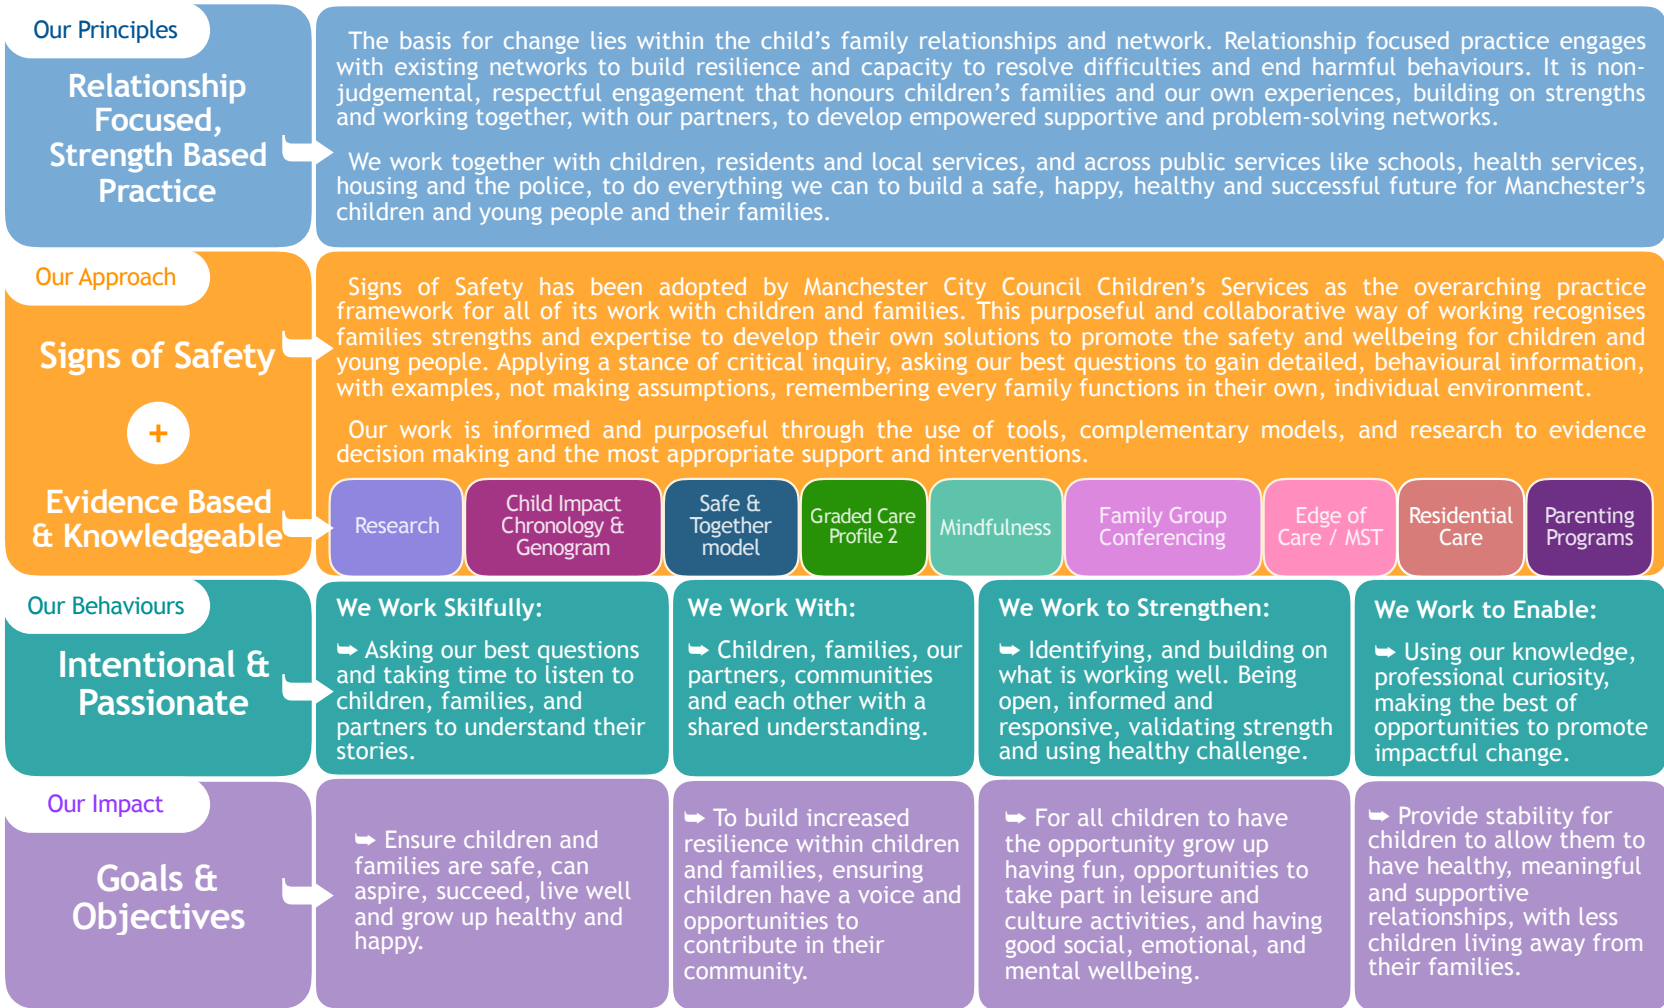 Our Principles
Relationship
Focused,
Strength Based
Practice
The basis for change lies within the child's family relationships and network. Relationship focused practice engages
with existing networks to build resilience and capacity to resolve difficulties and end harmful behaviours. It is non-
judgemental, respectful engagement that honours children's families and our own experiences, building on strengths
and working together, with our partners, to develop empowered supportive and problem-solving networks.
We work together with children, residents and local services, and across public services like schools, health services,
housing and the police, to do everything we can to build a safe, happy, healthy and successful future for Manchester's
children and young people and their families.
Our Approach
Signs of Safety
+
Evidence Based
& Knowledgeable
Signs of Safety has been adopted by Manchester City Council Children's Services as the overarching practice
framework for all of its work with children and families. This purposeful and collaborative way of working recognises
families strengths and expertise to develop their own solutions to promote the safety and wellbeing for children and
young people. Applying a stance of critical inquiry, asking our best questions to gain detailed, behavioural information,
with examples, not making assumptions, remembering every family functions in their own, individual environment.
Our work is informed and purposeful through the use of tools, complementary models, and research to evidence
decision making and the most appropriate support and interventions.
Research
Child Impact
Chronology &
Genogram
Safe &
Together
model
Graded Care
Profile 2
Mindfulness
Family Group
Conferencing
Edge of
Care / MST
Residential
Care
Parenting
Programs
Our Behaviours
Intentional &
Passionate
We Work Skilfully:
➥ Asking our best questions
and taking time to listen to
children, families, and
partners to understand their
stories.
We Work With:
➥ Children, families, our
partners, communities
and each other with a
shared understanding.
We Work to Strengthen:
➥ Identifying, and building on
what is working well. Being
open, informed and
responsive, validating strength
and using healthy challenge.
We Work to Enable:
➥ Using our knowledge,
professional curiosity,
making the best of
opportunities to promote
impactful change.
Our Impact
Goals &
Objectives
➥ Ensure children and
families are safe, can
aspire, succeed, live well
and grow up healthy and
happy.
➥ To build increased
resilience within children
and families, ensuring
children have a voice and
opportunities to
contribute in their
community.
➥ For all children to have
the opportunity grow up
having fun, opportunities to
take part in leisure and
culture activities, and having
good social, emotional, and
mental wellbeing.
➥ Provide stability for
children to allow them to
have healthy, meaningful
and supportive
relationships, with less
children living away from
their families.